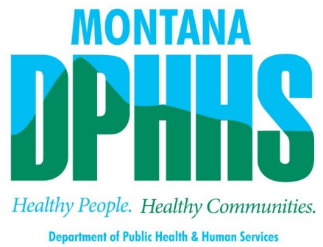 MONTANA
DPHHS
Healthy People. Healthy Communities.
Department of Public Health & Human Services